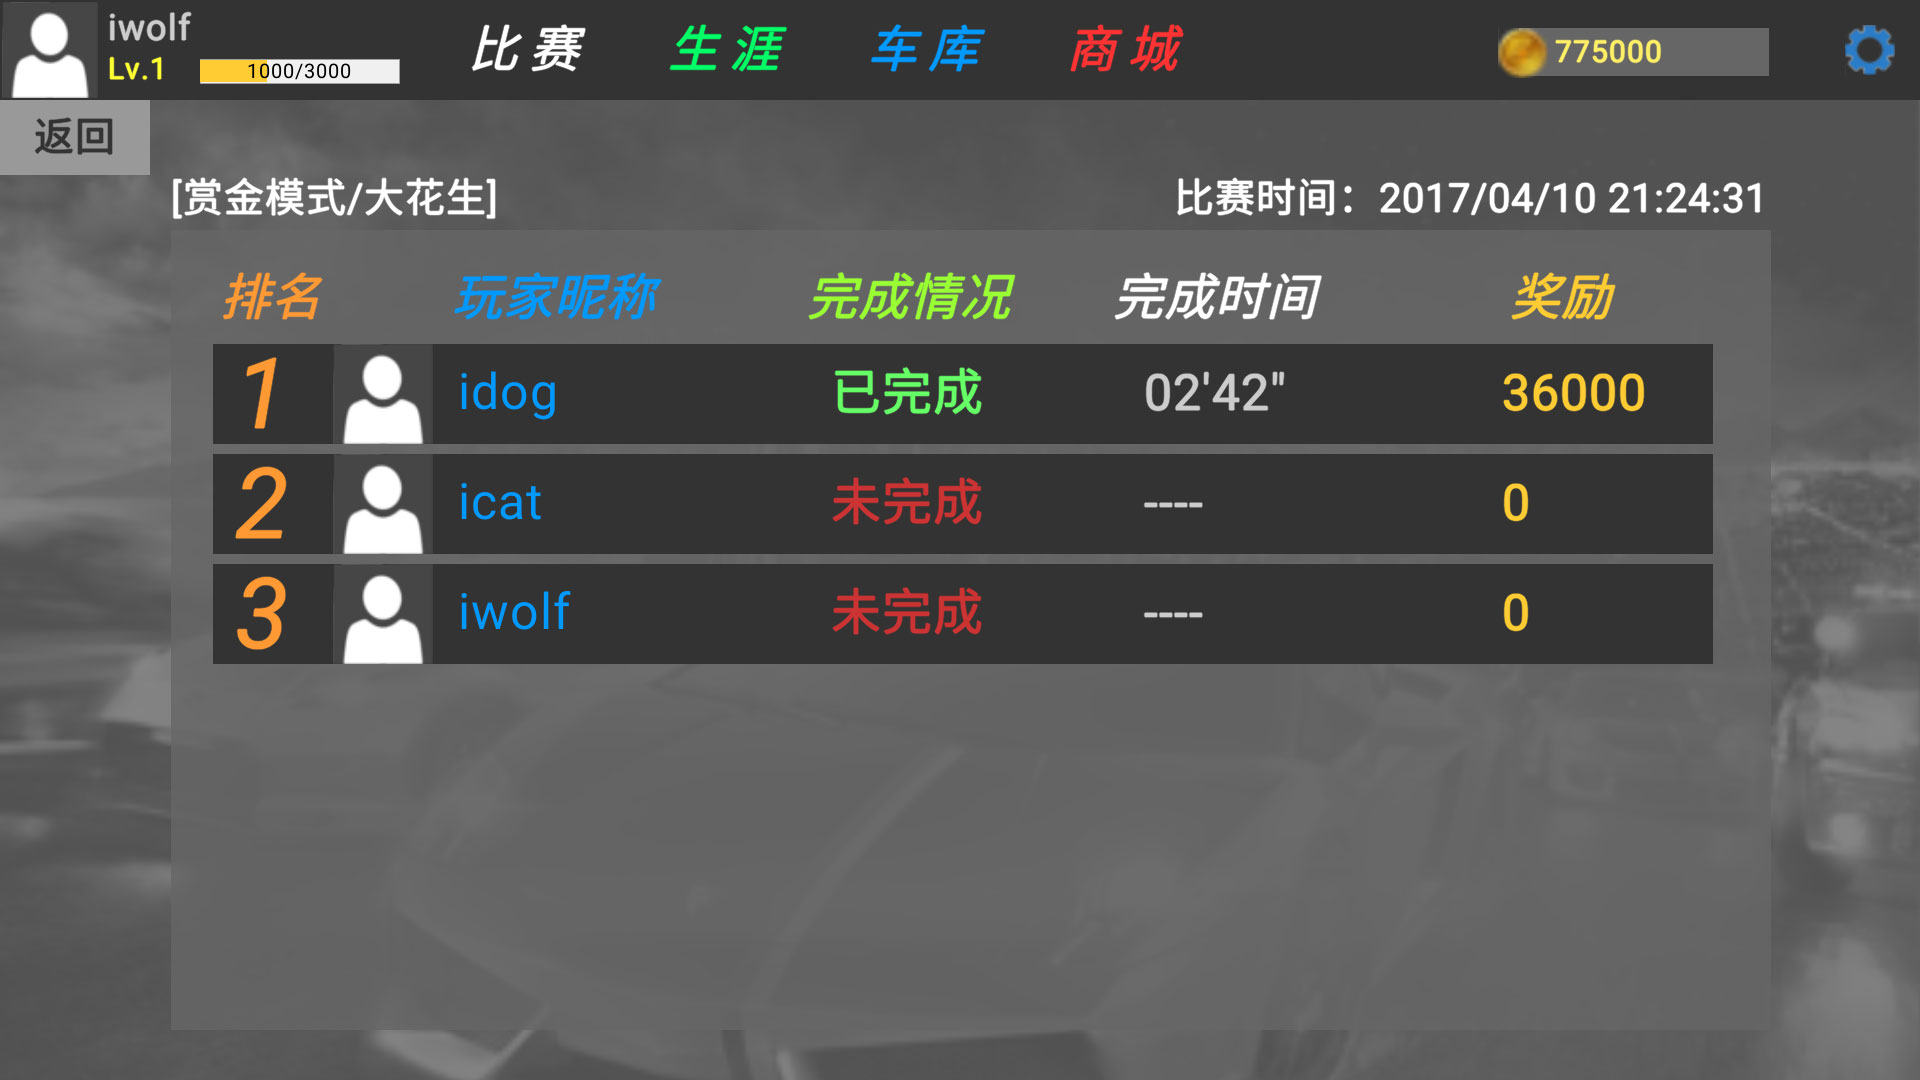 iwolf
Lv.1
1000/3000
比赛 生涯 车库 商城
775000
返回
[赏金模式/大花生] 比赛时间：2017/04/10 21:24:31
排名 玩家昵称 完成情况 完成时间 奖励
1 idog 已完成 02'42" 36000
2 icat 未完成 ---- 0
3 iwolf 未完成 ---- 0